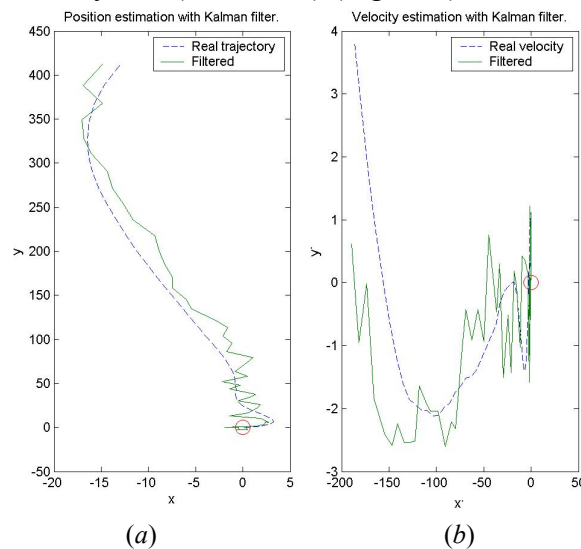 Position estimation with Kalman filter.
450
400
350
300
250
200
150
100
50
0
-50
y
-20
-15
-10
-5
0
5
x
Real trajectory
Filtered
(a)
Velocity estimation with Kalman filter.
4
3
2
1
0
-1
-2
-3
y'
-200
-150
-100
-50
0
50
x'
Real velocity
Filtered
(b)